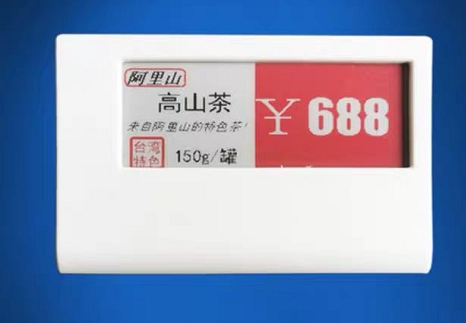 阿里山
高山茶
来自阿里山的特色茶
¥688
台湾
特色
150g/罐